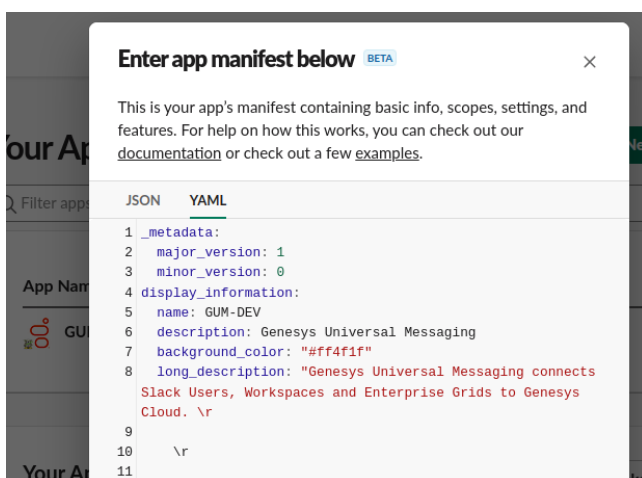 Enter app manifest below BETA ×
This is your app's manifest containing basic info, scopes, settings, and
features. For help on how this works, you can check out our
documentation or check out a few examples.
Your Ap
Ne
Filter apps
JSON YAML
1 _metadata:
2 major_version: 1
3 minor_version: 0
4 display_information:
App Nam
5 name: GUM-DEV
6 description: Genesys Universal Messaging
GU
7 background_color: "#ff4f1f"
8 long_description: "Genesys Universal Messaging connects
Slack Users, Workspaces and Enterprise Grids to Genesys
Cloud. \r
9
10 \r
11
Your Ap